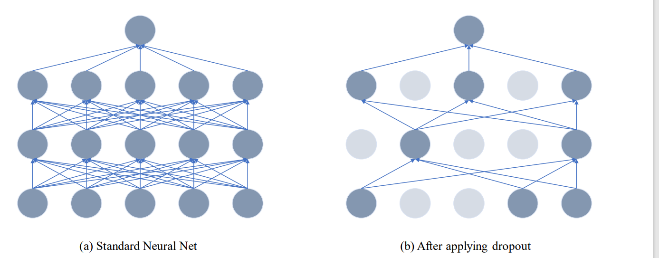 (a) Standard Neural Net
(b) After applying dropout